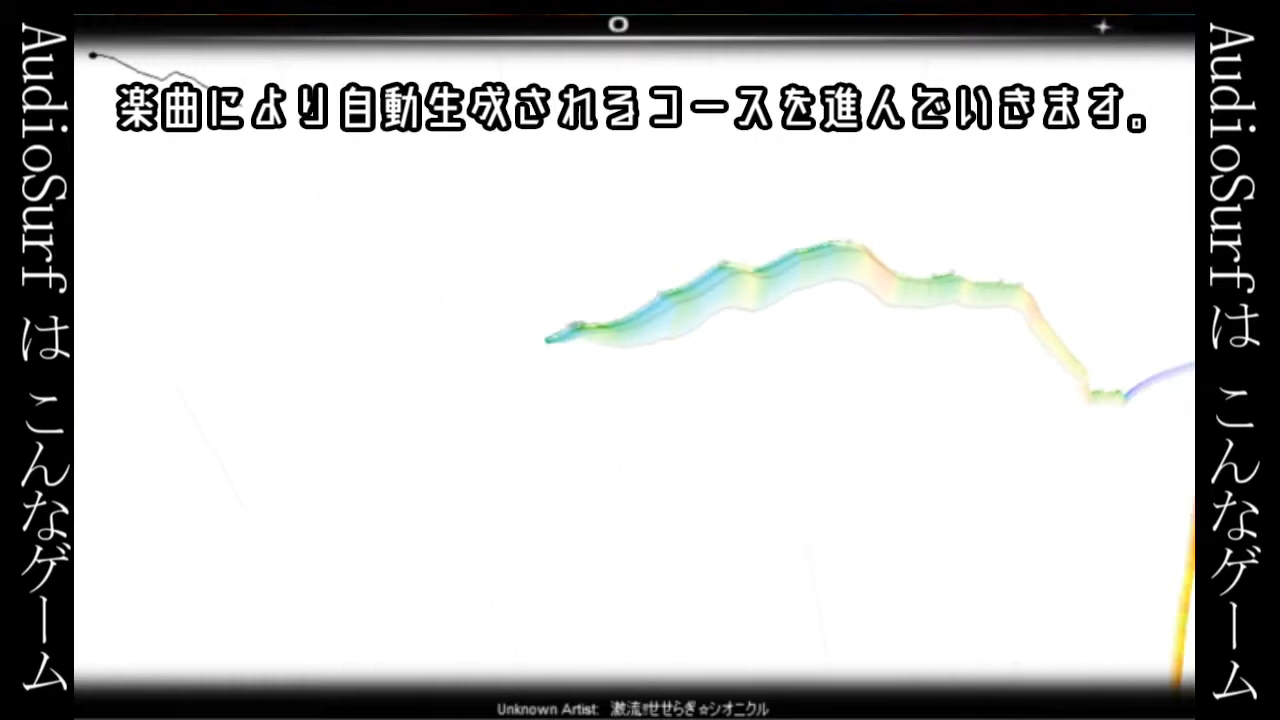 AudioSurfは こんなゲーム
0
楽曲により自動生成されるコースを進んでいきます。
Unknown Artist: 激流!!せせらぎ☆シオニクル
AudioSurfは こんなゲーム